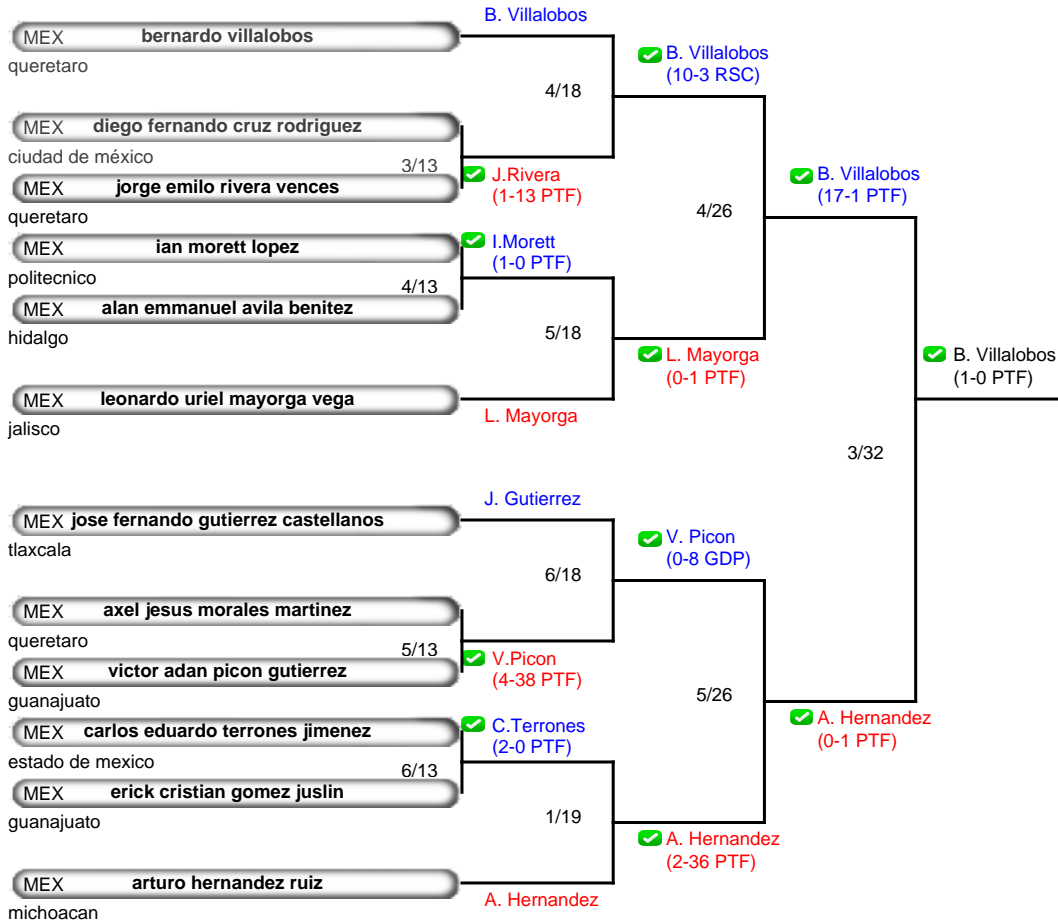 B. Villalobos
MEX bernardo villalobos
queretaro
4/18
B. Villalobos
(10-3 RSC)
MEX diego fernando cruz rodriguez
ciudad de méxico
3/13
J.Rivera
(1-13 PTF)
MEX jorge emilo rivera vences
queretaro
4/26
B. Villalobos
(17-1 PTF)
MEX ian morett lopez
politecnico
I.Morett
(1-0 PTF)
4/13
MEX alan emmanuel avila benitez
hidalgo
5/18
L. Mayorga
(0-1 PTF)
B. Villalobos
(1-0 PTF)
MEX leonardo uriel mayorga vega
jalisco
L. Mayorga
3/32
J. Gutierrez
MEX jose fernando gutierrez castellanos
tlaxcala
6/18
V. Picon
(0-8 GDP)
MEX axel jesus morales martinez
queretaro
5/13
V.Picon
(4-38 PTF)
MEX victor adan picon gutierrez
guanajuato
5/26
A. Hernandez
(0-1 PTF)
MEX carlos eduardo terrones jimenez
estado de mexico
C.Terrones
(2-0 PTF)
6/13
MEX erick cristian gomez juslin
guanajuato
1/19
A. Hernandez
(2-36 PTF)
MEX arturo hernandez ruiz
michoacan
A. Hernandez